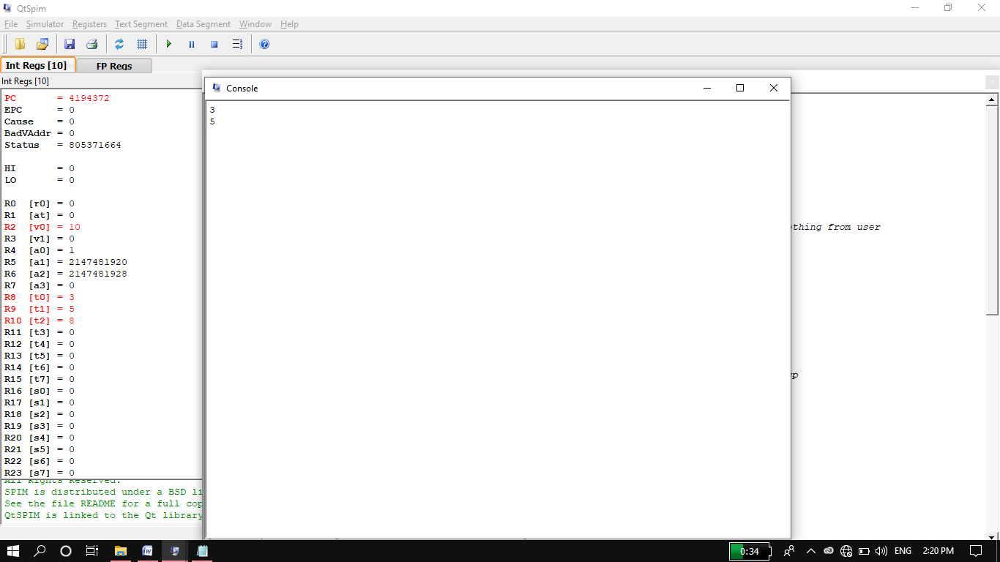 QtSpim
File Simulator Registers Text Segment Data Segment Window Help
Int Regs [10] FP Regs
Int Regs [10]
PC = 4194372
EPC = 0
Cause = 0
BadVAddr = 0
Status = 805371664
HI = 0
LO = 0
R0 [r0] = 0
R1 [at] = 0
R2 [v0] = 10
R3 [v1] = 0
R4 [a0] = 1
R5 [a1] = 2147481920
R6 [a2] = 2147481928
R7 [a3] = 0
R8 [t0] = 3
R9 [t1] = 5
R10 [t2] = 8
R11 [t3] = 0
R12 [t4] = 0
R13 [t5] = 0
R14 [t6] = 0
R15 [t7] = 0
R16 [s0] = 0
R17 [s1] = 0
R18 [s2] = 0
R19 [s3] = 0
R20 [s4] = 0
R21 [s5] = 0
R22 [s6] = 0
R23 [s7] = 0
All Rights Reserved.
SPIM is distributed under a BSD li
See the file README for a full cop
QtSPIM is linked to the Qt library
Console
3
5
ething from user
p
0:34 ENG 2:20 PM